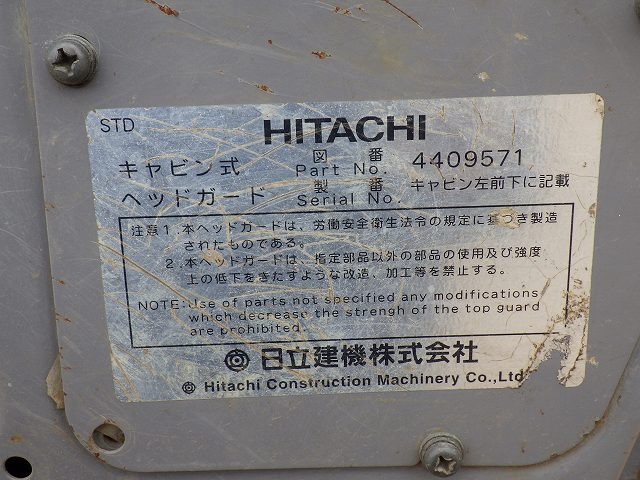 STD HITACHI
キャビン式 図番 Part No. 4409571
ヘッドガード 製番 Serial No. キャビン左前下に記載
注意1.本ヘッドガードは、労働安全衛生法令の規定に基づき製造
されたものである。
2.本ヘッドガードは、指定部品以外の部品の使用及び強度
上の低下をきたすような改造、加工等を禁止する。
NOTE:Use of parts not specified any modifications
which decrease the strengh of the top guard
are prohibited.
日立建機株式会社
Hitachi Construction Machinery Co.,Ltd